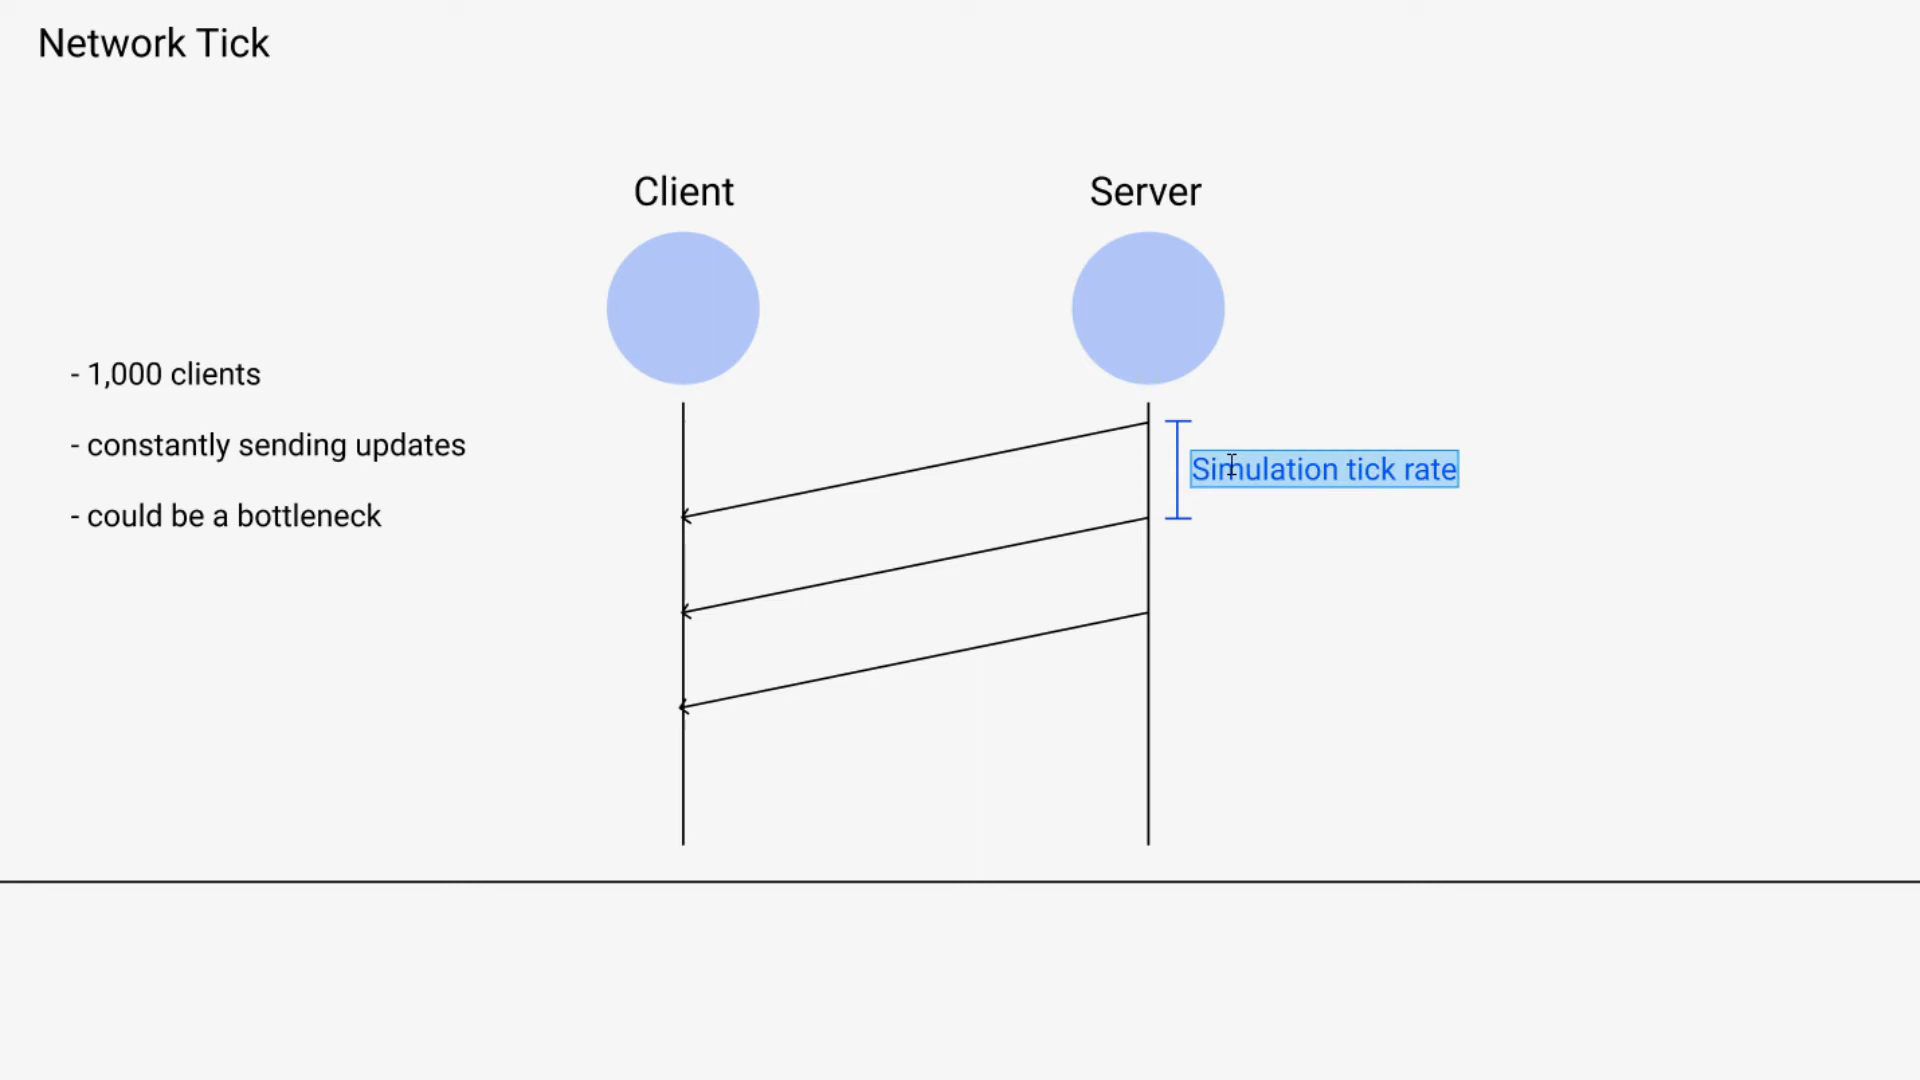 Network Tick
Client
Server
- 1,000 clients
- constantly sending updates
- could be a bottleneck
Simulation tick rate